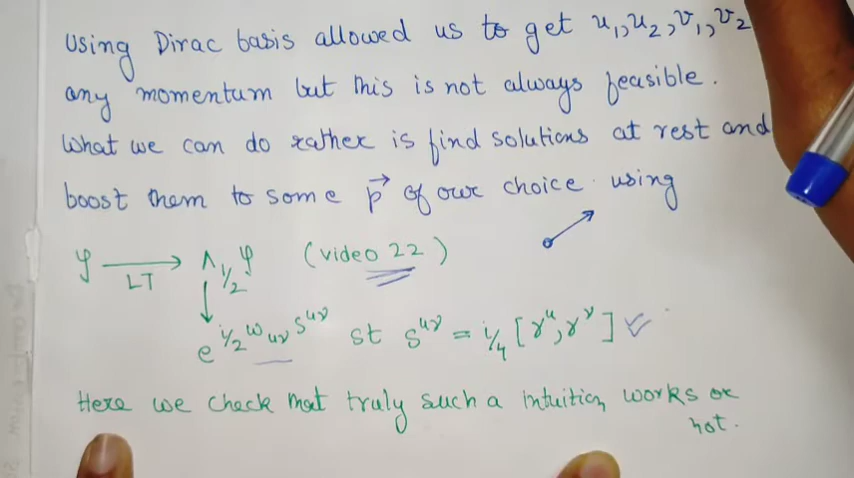 Using Dirac basis allowed us to get u₁,u₂,v₁,v₂
any momentum but this is not always feasible.
What we can do rather is find solutions at rest and
boost them to some p⃗ of our choice using
ψ ⟶ Λ₁/₂ ψ (video 22)
LT
↓
e^{i/2 ω_{μν} S^{μν}} st S^{μν} = i/4 [γ^μ, γ^ν]
Here we check that truly such a intuition works or
not.